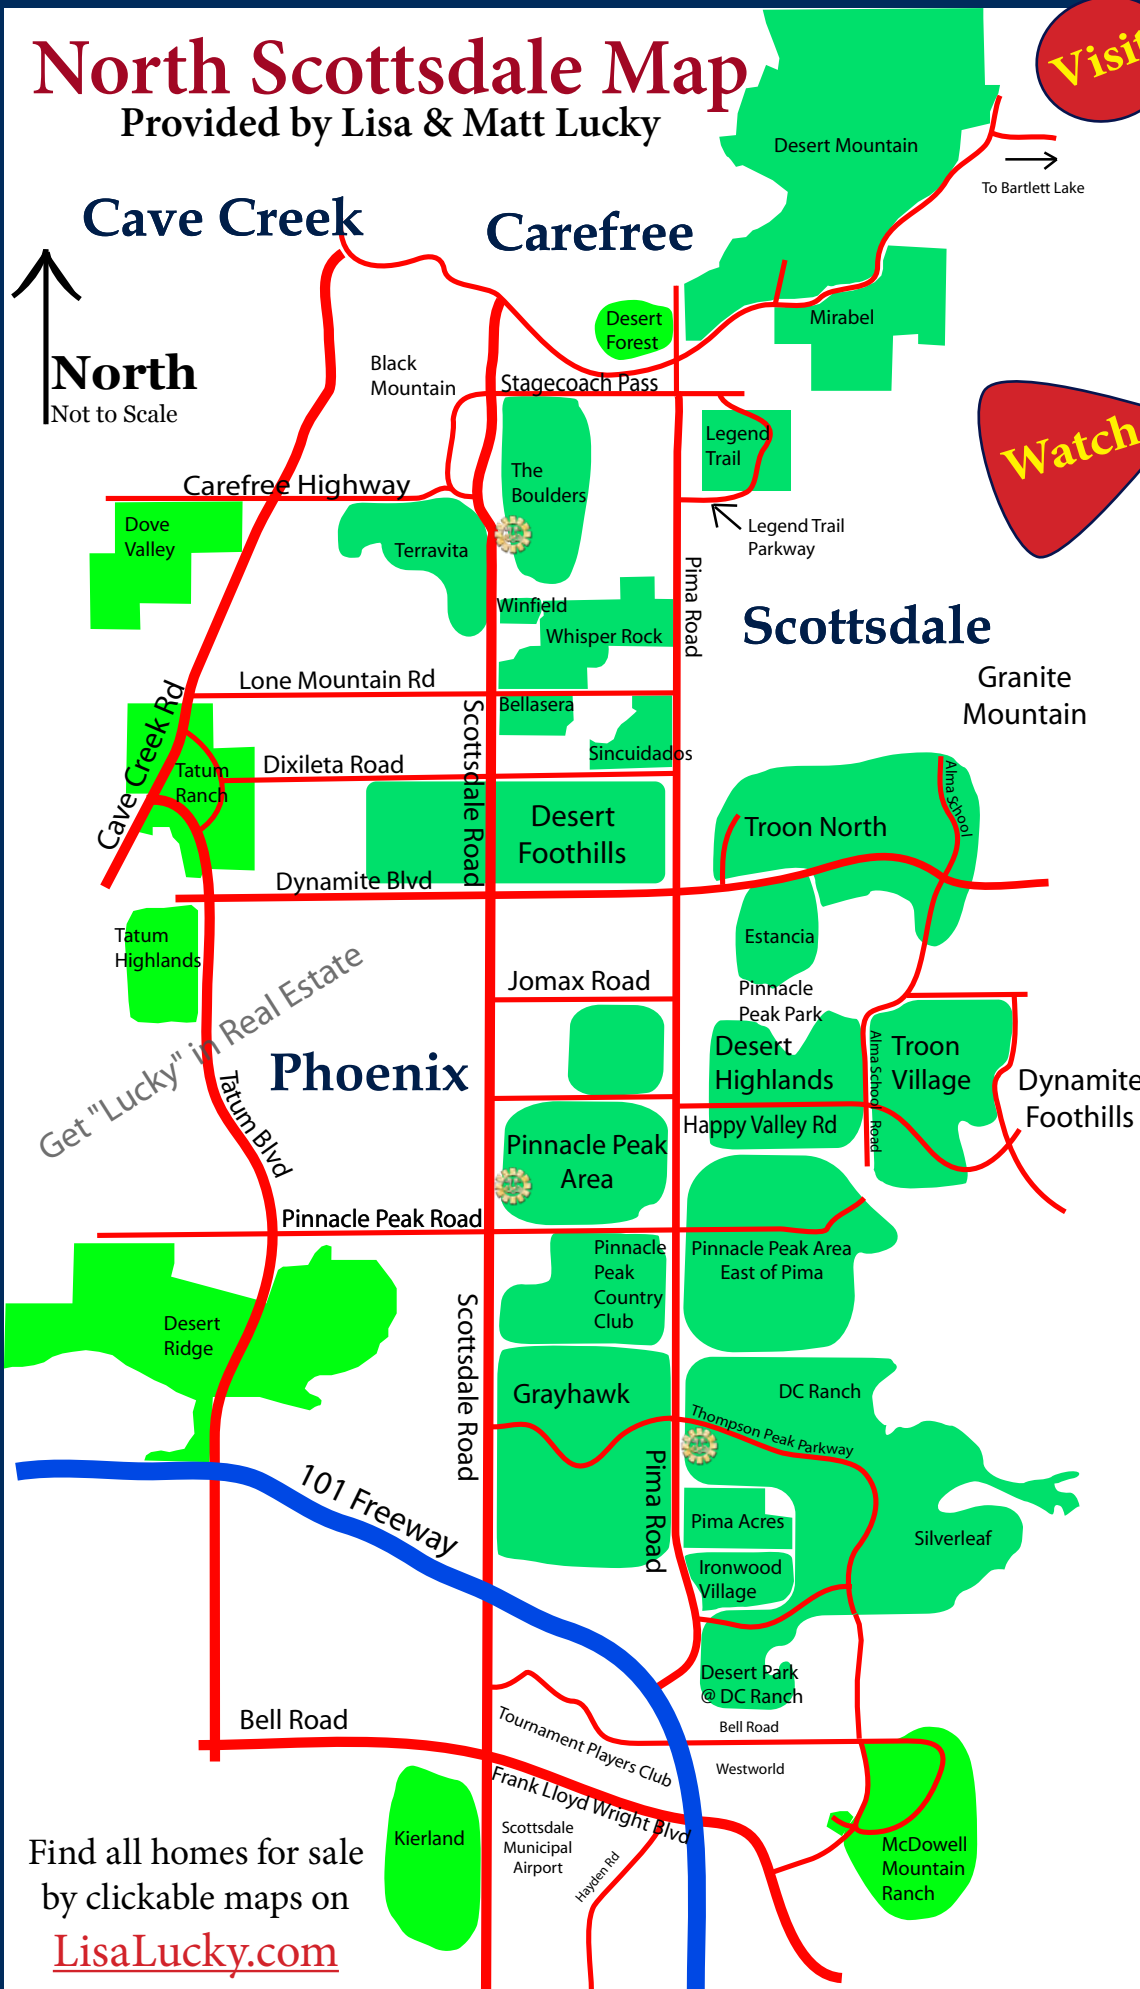 North Scottsdale Map
Provided by Lisa & Matt Lucky
Visit
Desert Mountain
To Bartlett Lake
Cave Creek
Carefree
North
Not to Scale
Desert
Forest
Mirabel
Black
Mountain
Stagecoach Pass
Watch
Legend
Trail
The
Boulders
Carefree Highway
Dove
Valley
Terravita
Legend Trail
Parkway
Pima Road
Winfield
Whisper Rock
Scottsdale
Granite
Mountain
Lone Mountain Rd
Bellasera
Cave Creek Rd
Scottsdale Road
Sincuidados
Tatum
Ranch
Dixileta Road
Alma School
Desert
Foothills
Troon North
Dynamite Blvd
Tatum
Highlands
Estancia
Get "Lucky" in Real Estate
Jomax Road
Pinnacle
Peak Park
Phoenix
Desert
Highlands
Alma School Road
Troon
Village
Dynamite
Foothills
Tatum Blvd
Happy Valley Rd
Pinnacle Peak
Area
Pinnacle Peak Road
Pinnacle
Peak
Country
Club
Pinnacle Peak Area
East of Pima
Desert
Ridge
Scottsdale Road
Grayhawk
DC Ranch
Thompson Peak Parkway
Pima Road
101 Freeway
Pima Acres
Silverleaf
Ironwood
Village
Desert Park
@ DC Ranch
Bell Road
Tournament Players Club
Bell Road
Westworld
Frank Lloyd Wright Blvd
Kierland
Scottsdale
Municipal
Airport
Hayden Rd
McDowell
Mountain
Ranch
Find all homes for sale
by clickable maps on
LisaLucky.com